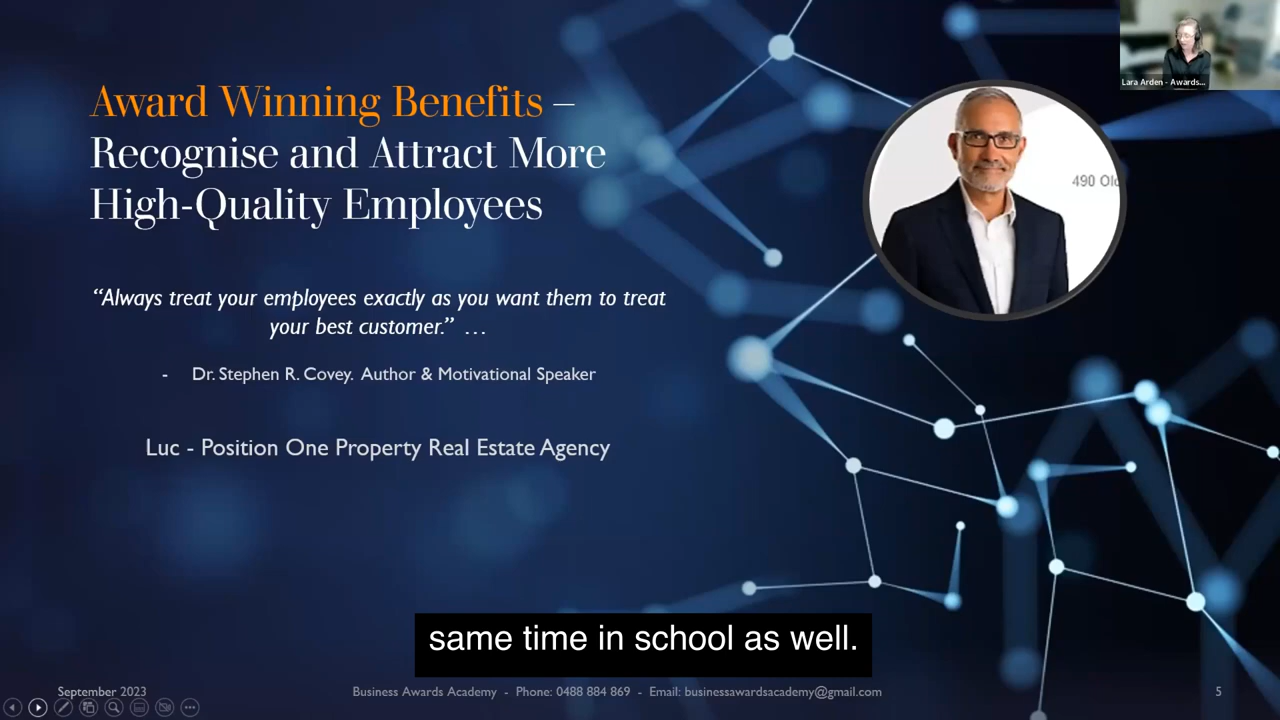 Award Winning Benefits –
Recognise and Attract More
High-Quality Employees
“Always treat your employees exactly as you want them to treat
your best customer.” …
- Dr. Stephen R. Covey. Author & Motivational Speaker
Luc - Position One Property Real Estate Agency
490 Old
Lara Arden - Awards...
same time in school as well.
September 2023
Business Awards Academy - Phone: 0488 884 869 - Email: businessawardsacademy@gmail.com
5